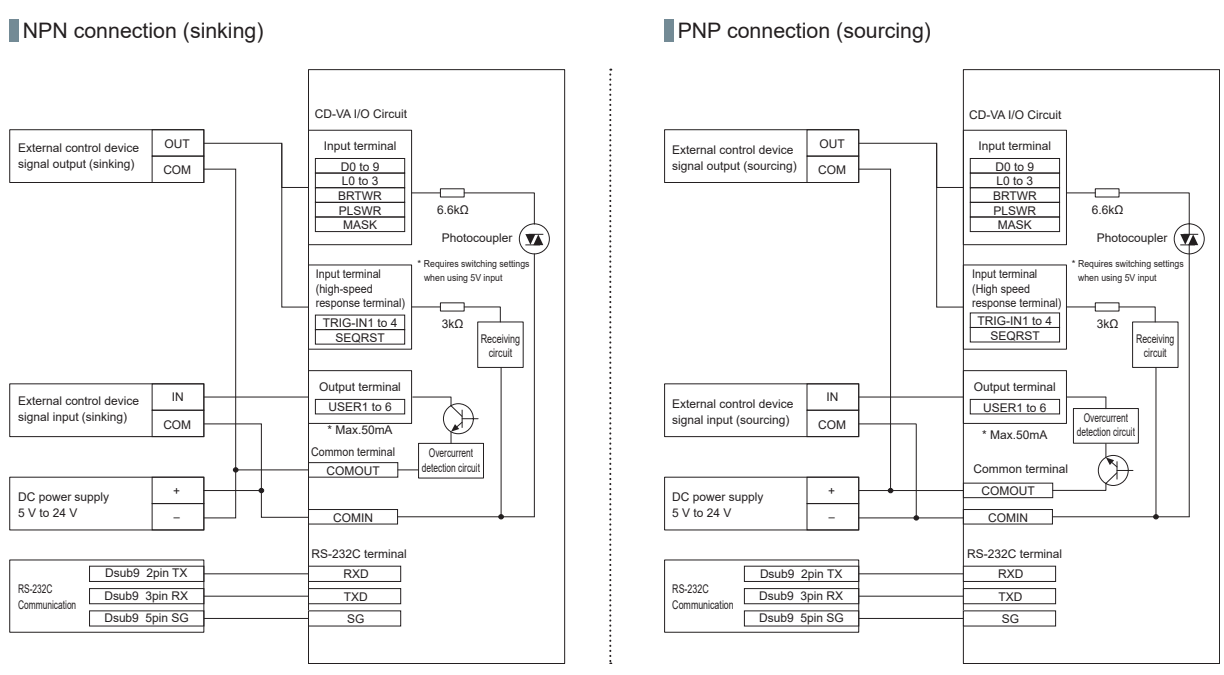 NPN connection (sinking)
CD-VA I/O Circuit
External control device
signal output (sinking)
OUT
COM
Input terminal
D0 to 9
L0 to 3
BRTWR
PLSWR
MASK
6.6kΩ
Photocoupler
* Requires switching settings
when using 5V input
Input terminal
(high-speed
response terminal)
TRIG-IN1 to 4
SEQRST
3kΩ
Receiving
circuit
External control device
signal input (sinking)
IN
COM
Output terminal
USER1 to 6
* Max.50mA
Overcurrent
detection circuit
Common terminal
COMOUT
DC power supply
5 V to 24 V
+
–
COMIN
RS-232C terminal
RS-232C
Communication
Dsub9 2pin TX
Dsub9 3pin RX
Dsub9 5pin SG
RXD
TXD
SG
PNP connection (sourcing)
CD-VA I/O Circuit
External control device
signal output (sourcing)
OUT
COM
Input terminal
D0 to 9
L0 to 3
BRTWR
PLSWR
MASK
6.6kΩ
Photocoupler
* Requires switching settings
when using 5V input
Input terminal
(High speed
response terminal)
TRIG-IN1 to 4
SEQRST
3kΩ
Receiving
circuit
External control device
signal input (sourcing)
IN
COM
Output terminal
USER1 to 6
* Max.50mA
Overcurrent
detection circuit
Common terminal
COMOUT
DC power supply
5 V to 24 V
+
–
COMIN
RS-232C terminal
RS-232C
Communication
Dsub9 2pin TX
Dsub9 3pin RX
Dsub9 5pin SG
RXD
TXD
SG